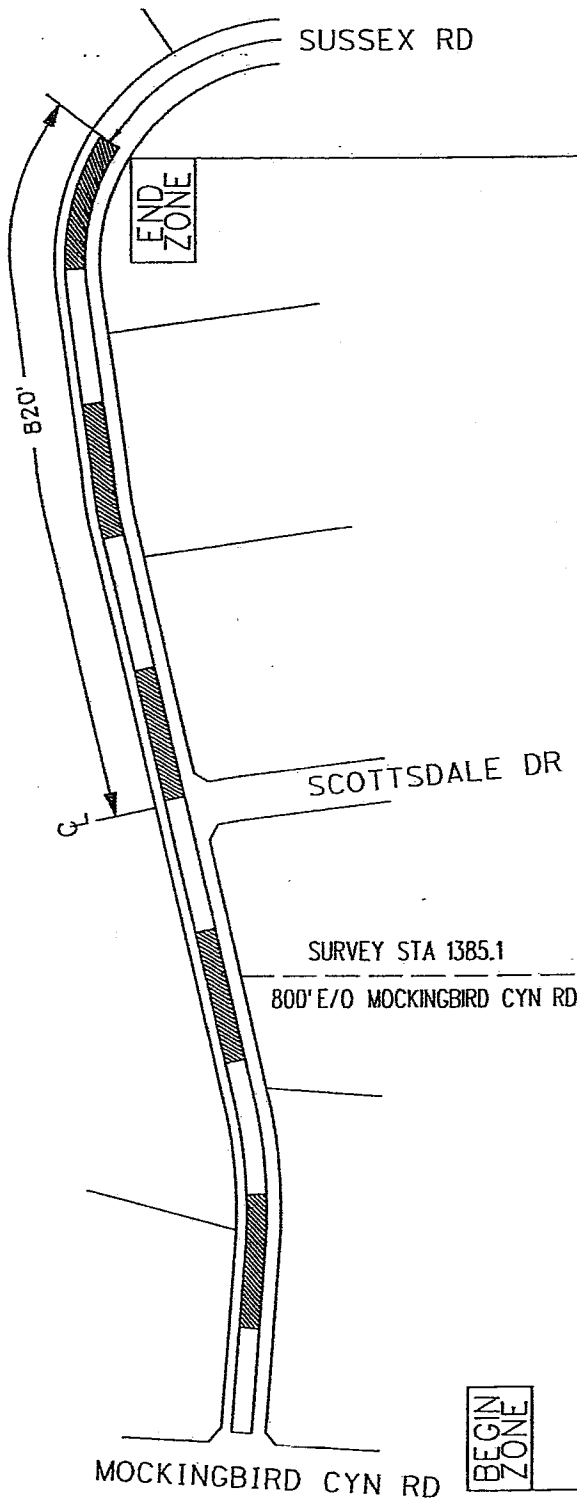 SUSSEX RD
END
ZONE
820'
SCOTTSDALE DR
CL
SURVEY STA 1385.1
800' E/O MOCKINGBIRD CYN RD
BEGIN
ZONE
MOCKINGBIRD CYN RD